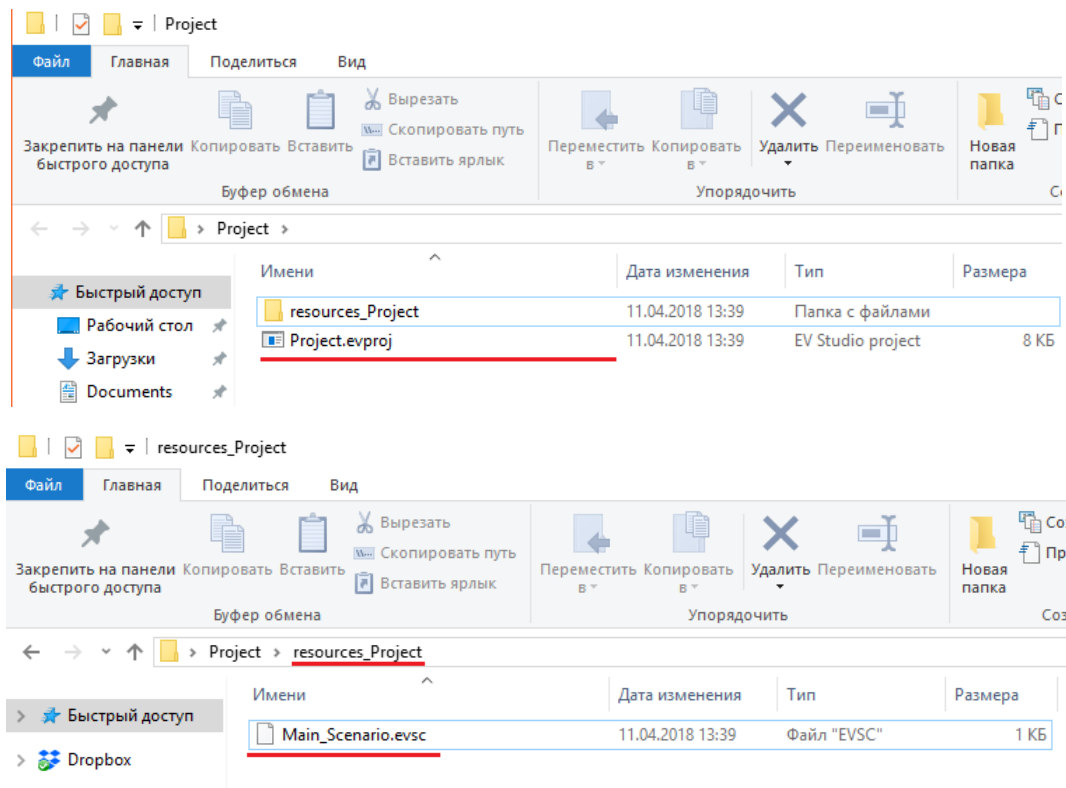 Project
Файл Главная Поделиться Вид
Закрепить на панели быстрого доступа
Копировать Вставить
Вырезать
Скопировать путь
Вставить ярлык
Переместить в
Копировать в
Удалить Переименовать
Новая папка
Буфер обмена Упорядочить
Project
Имени Дата изменения Тип Размера
Быстрый доступ
resources_Project 11.04.2018 13:39 Папка с файлами
Рабочий стол
Project.evproj 11.04.2018 13:39 EV Studio project 8 КБ
Загрузки
Documents
resources_Project
Файл Главная Поделиться Вид
Закрепить на панели быстрого доступа
Копировать Вставить
Вырезать
Скопировать путь
Вставить ярлык
Переместить в
Копировать в
Удалить Переименовать
Новая папка
Буфер обмена Упорядочить
Project resources_Project
Имени Дата изменения Тип Размера
Быстрый доступ
Main_Scenario.evsc 11.04.2018 13:39 Файл "EVSC" 1 КБ
Dropbox